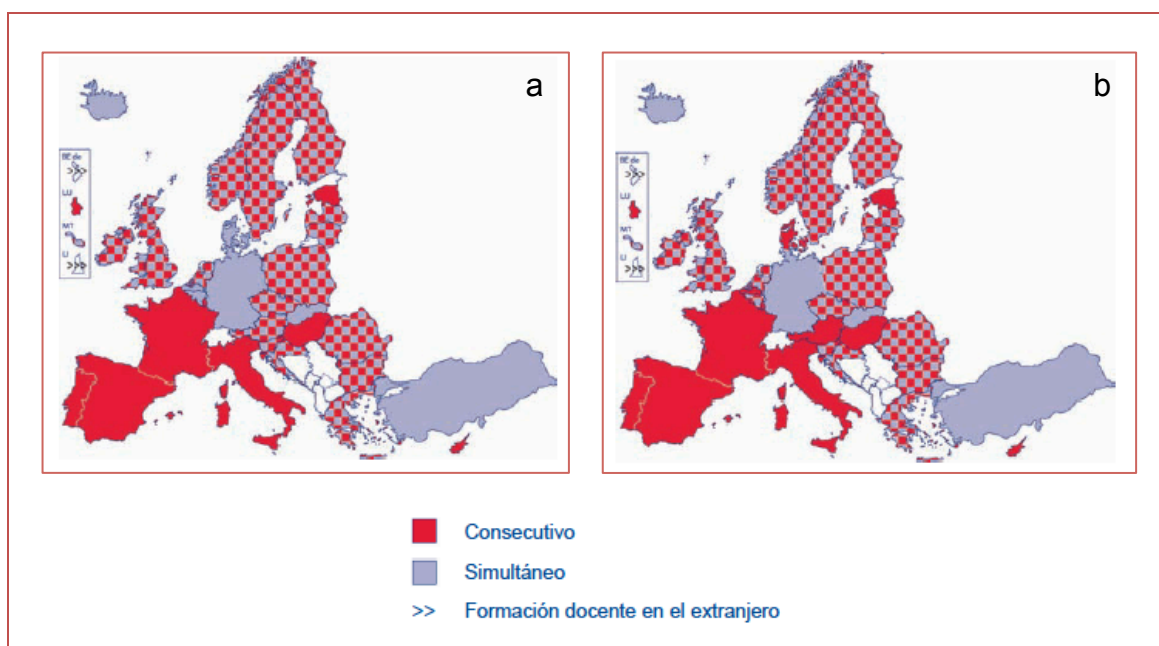 a
BE de
>>>
LU
MT
LI
>>>
b
BE de
>>>
LU
MT
LI
>>>
Consecutivo
Simultáneo
>> Formación docente en el extranjero